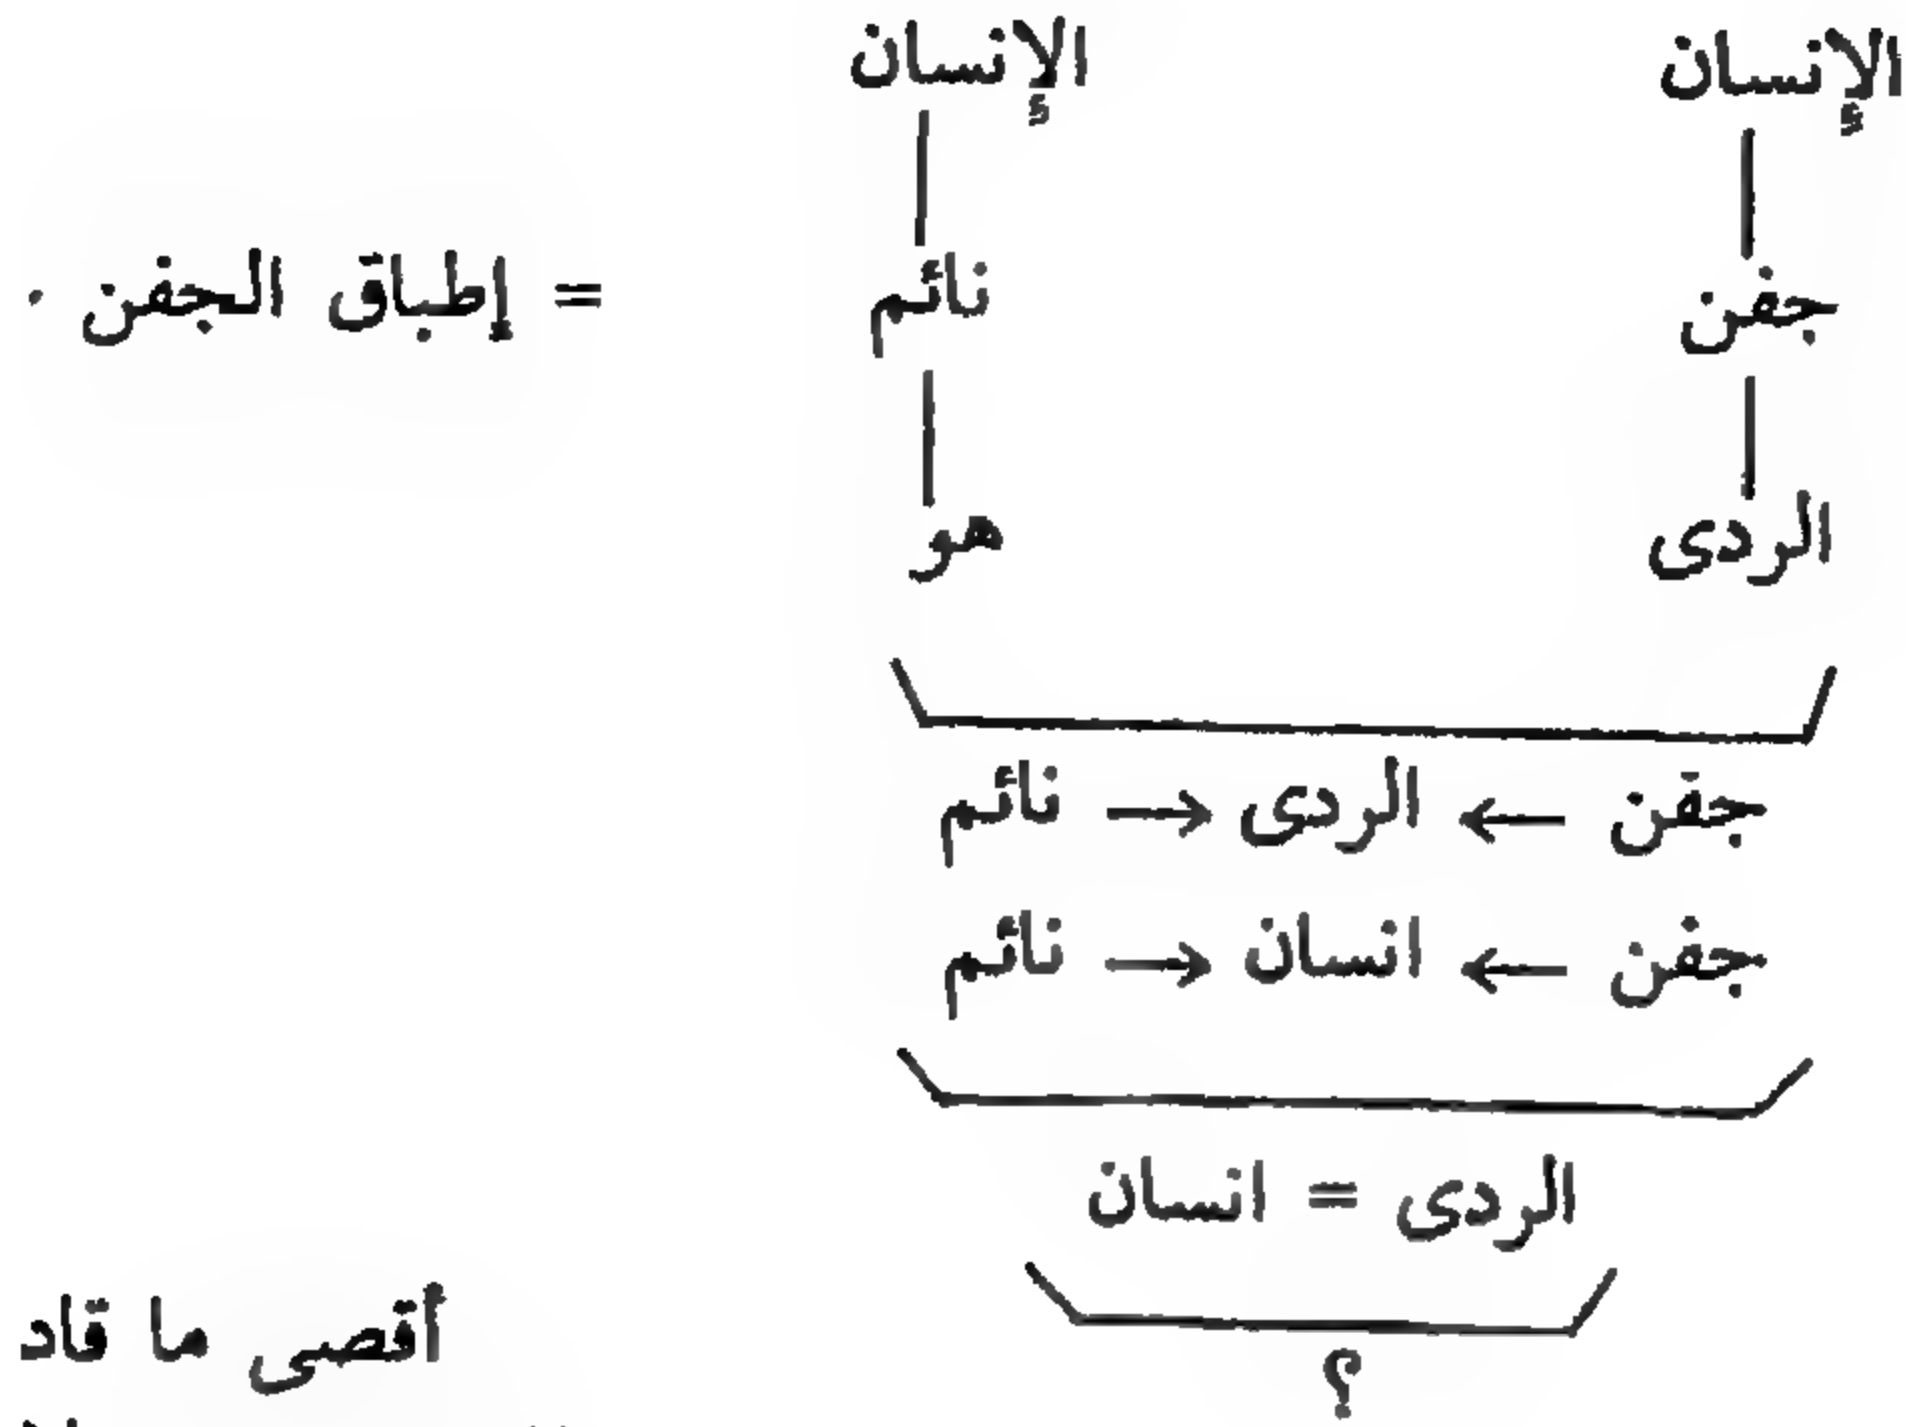 الإنسان الإنسان
جفن نائم = إطباق الجفن .
الردى هو
جفن ← الردى → نائم
جفن ← انسان → نائم
الردى = انسان
؟
أقصى ما قاد